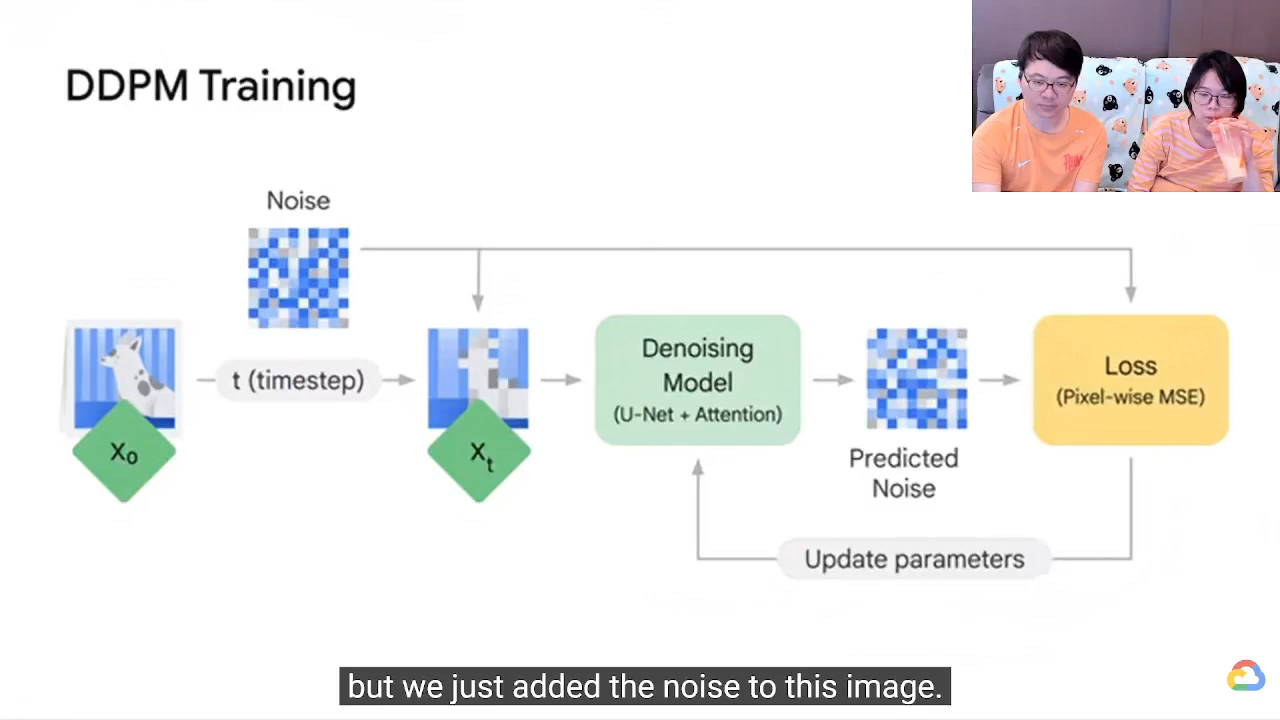 DDPM Training
Noise
t (timestep)
X₀
Xₜ
Denoising
Model
(U-Net + Attention)
Predicted
Noise
Loss
(Pixel-wise MSE)
Update parameters
but we just added the noise to this image.